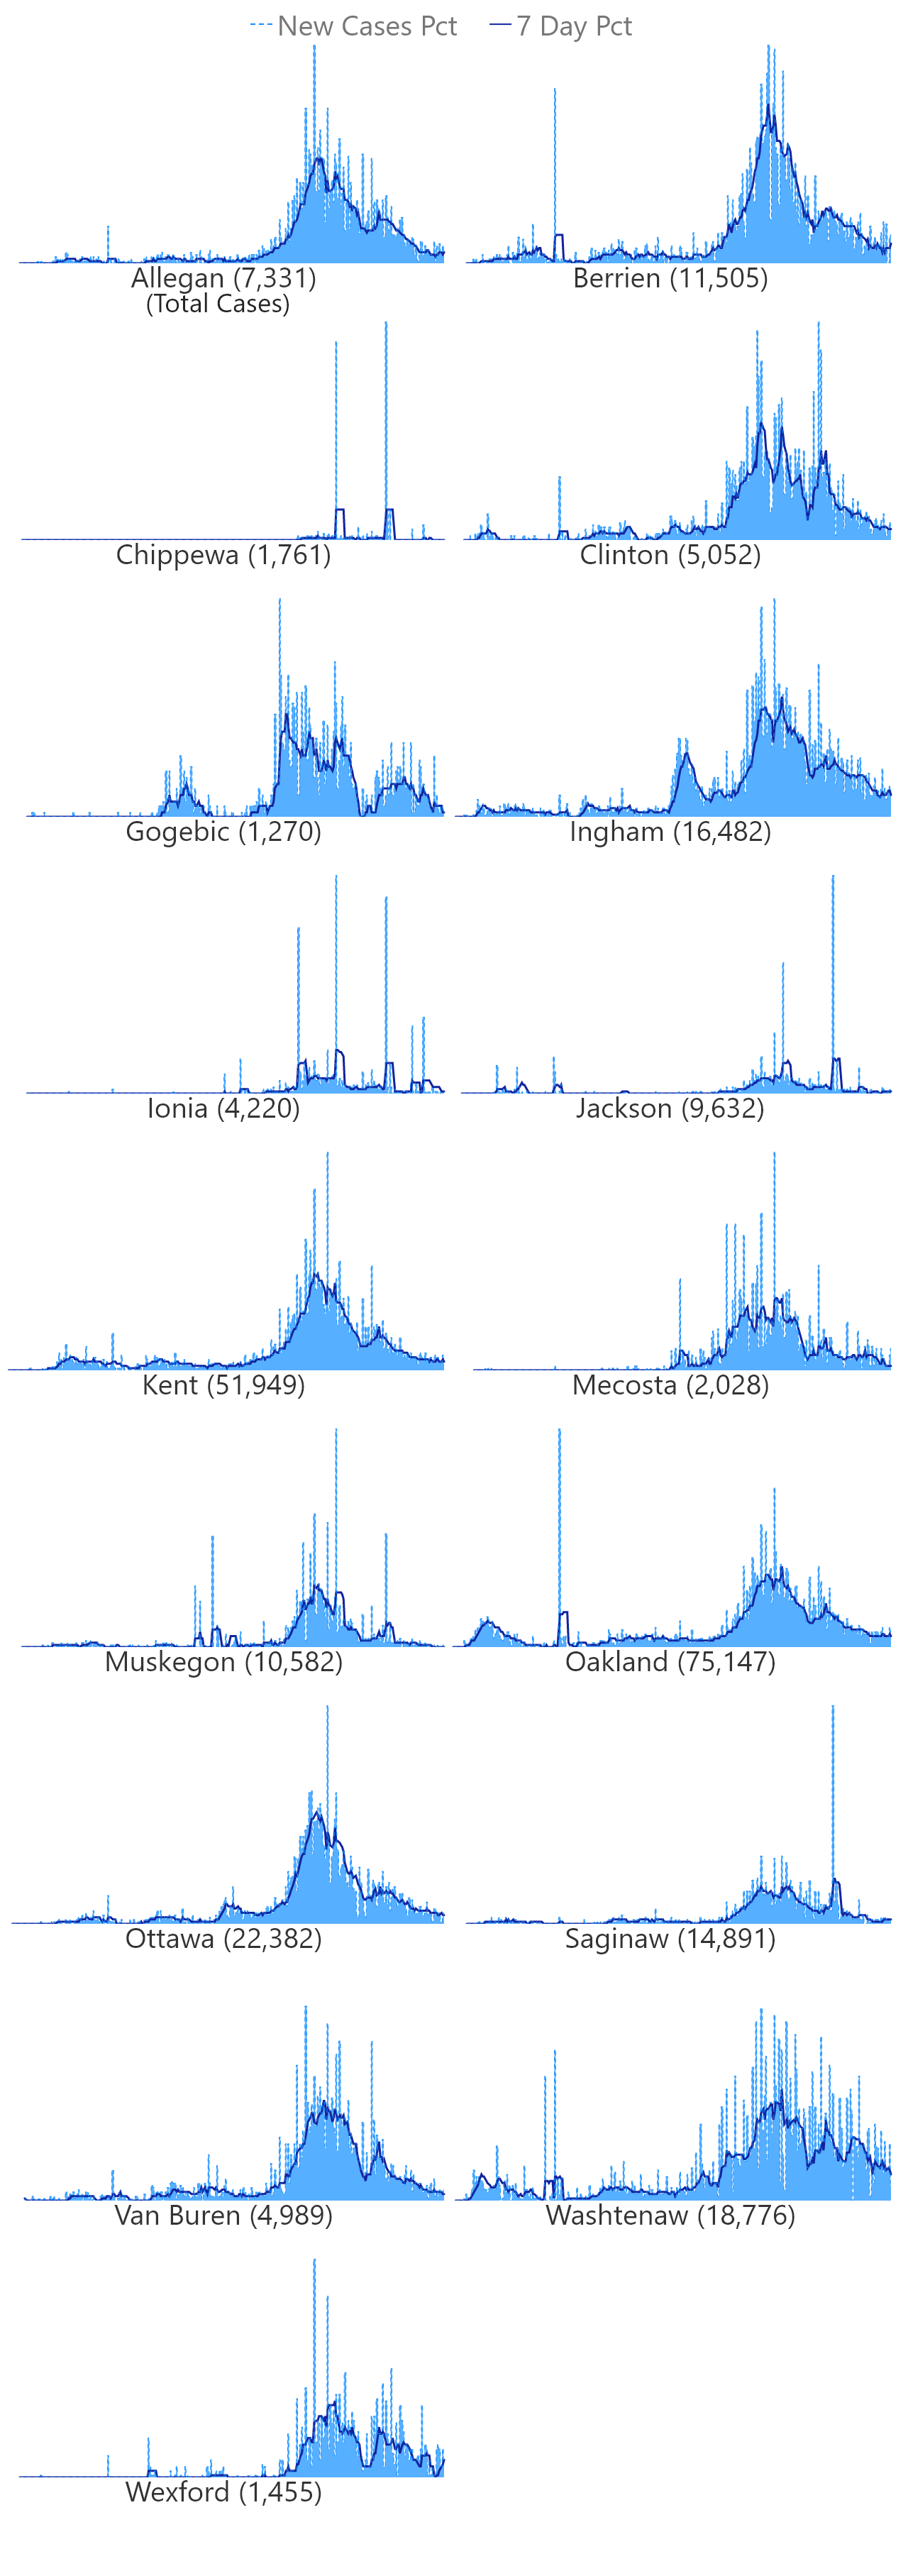 New Cases Pct 7 Day Pct
Allegan (7,331) Berrien (11,505)
(Total Cases)
Chippewa (1,761) Clinton (5,052)
Gogebic (1,270) Ingham (16,482)
Ionia (4,220) Jackson (9,632)
Kent (51,949) Mecosta (2,028)
Muskegon (10,582) Oakland (75,147)
Ottawa (22,382) Saginaw (14,891)
Van Buren (4,989) Washtenaw (18,776)
Wexford (1,455)